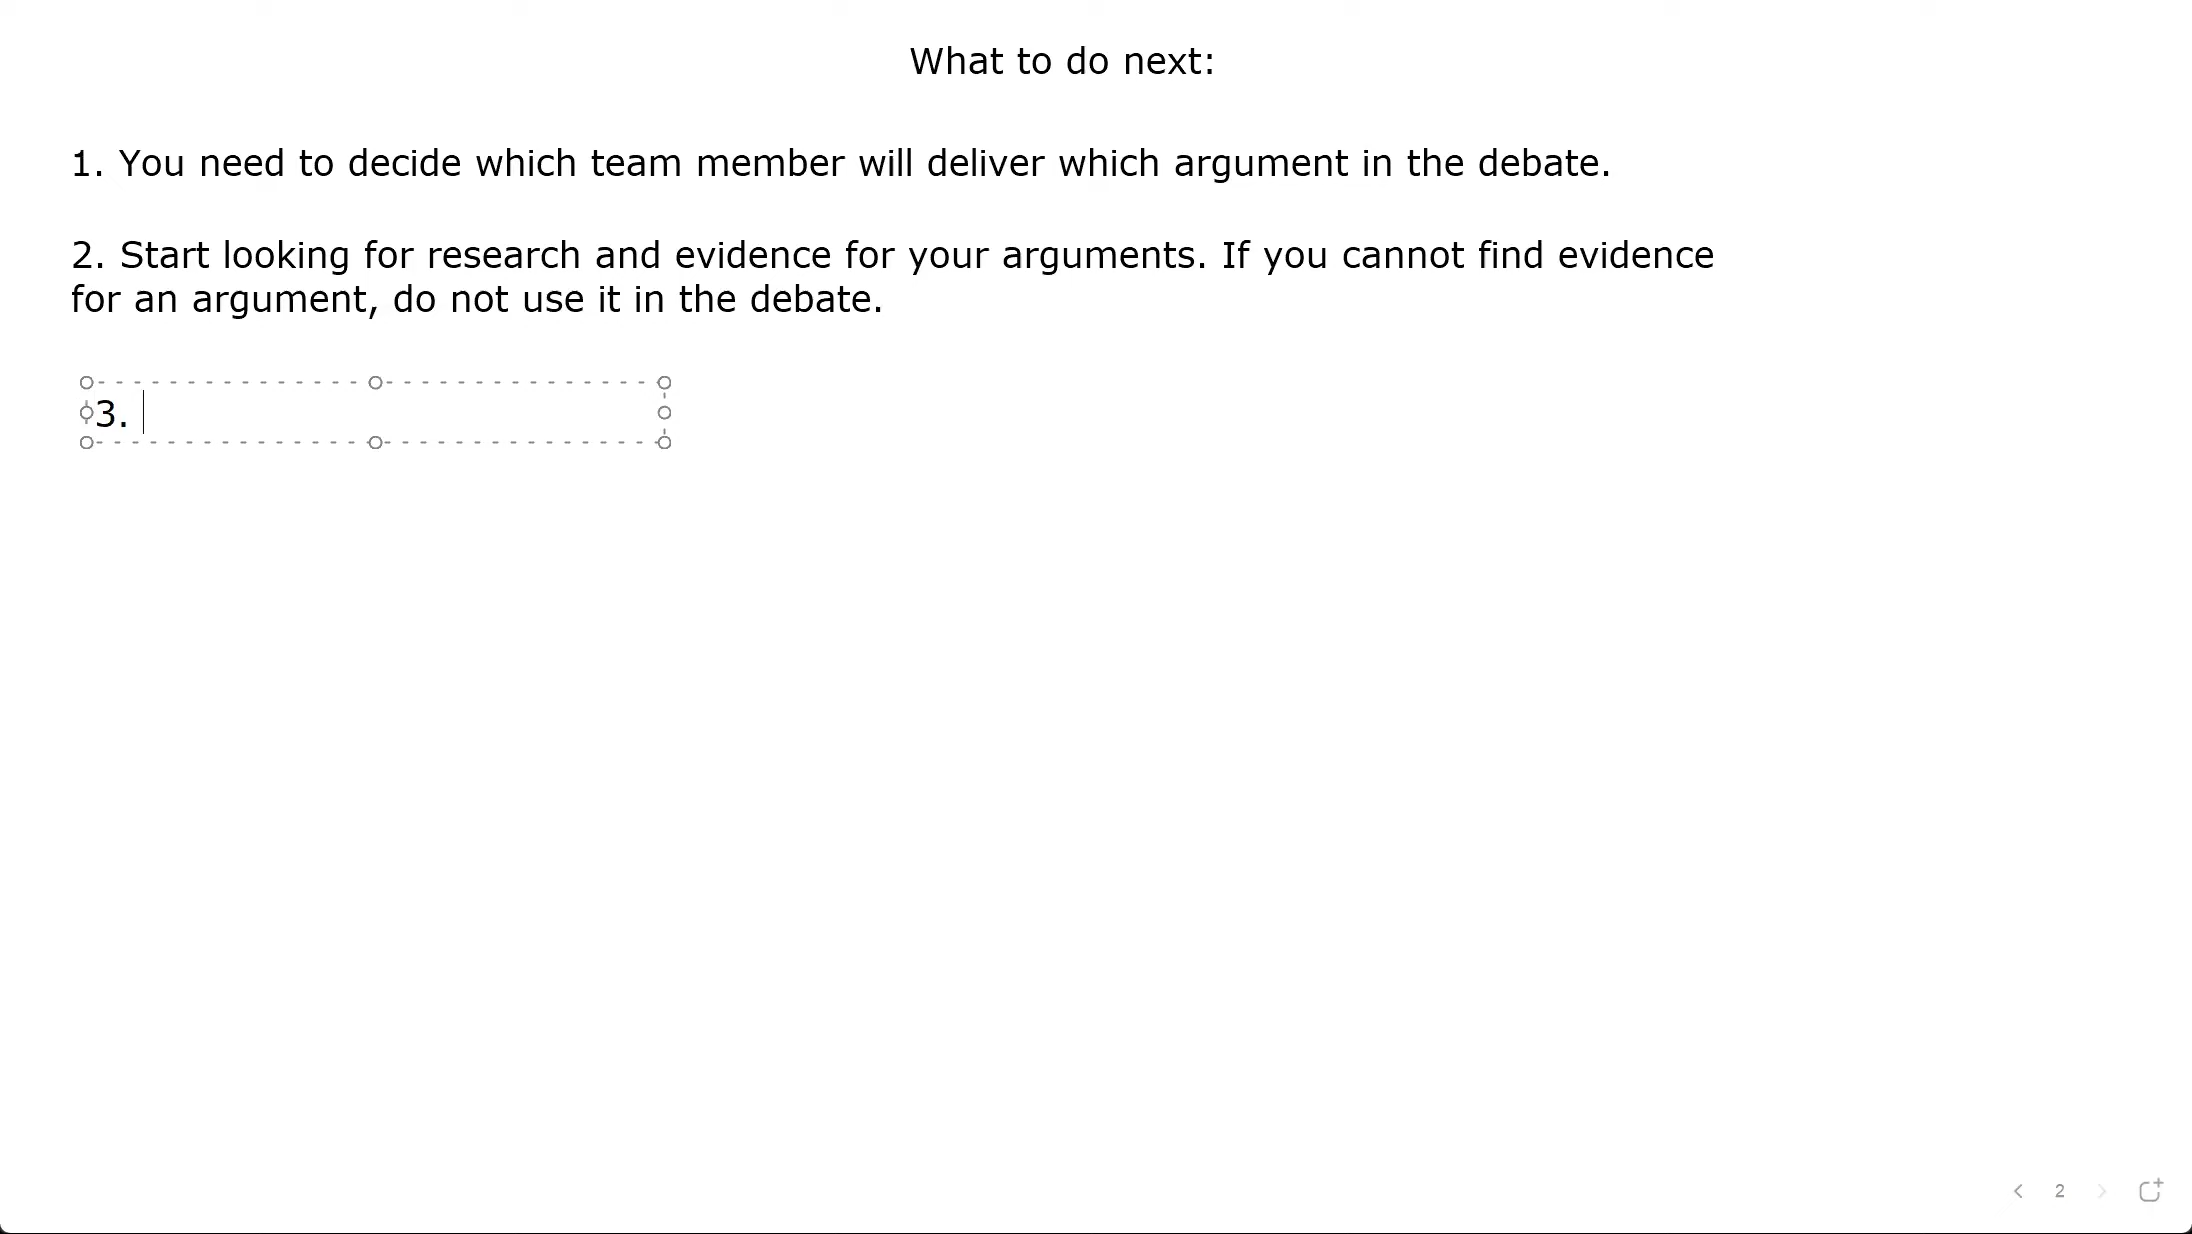 What to do next:
1. You need to decide which team member will deliver which argument in the debate.
2. Start looking for research and evidence for your arguments. If you cannot find evidence
for an argument, do not use it in the debate.
3.
2